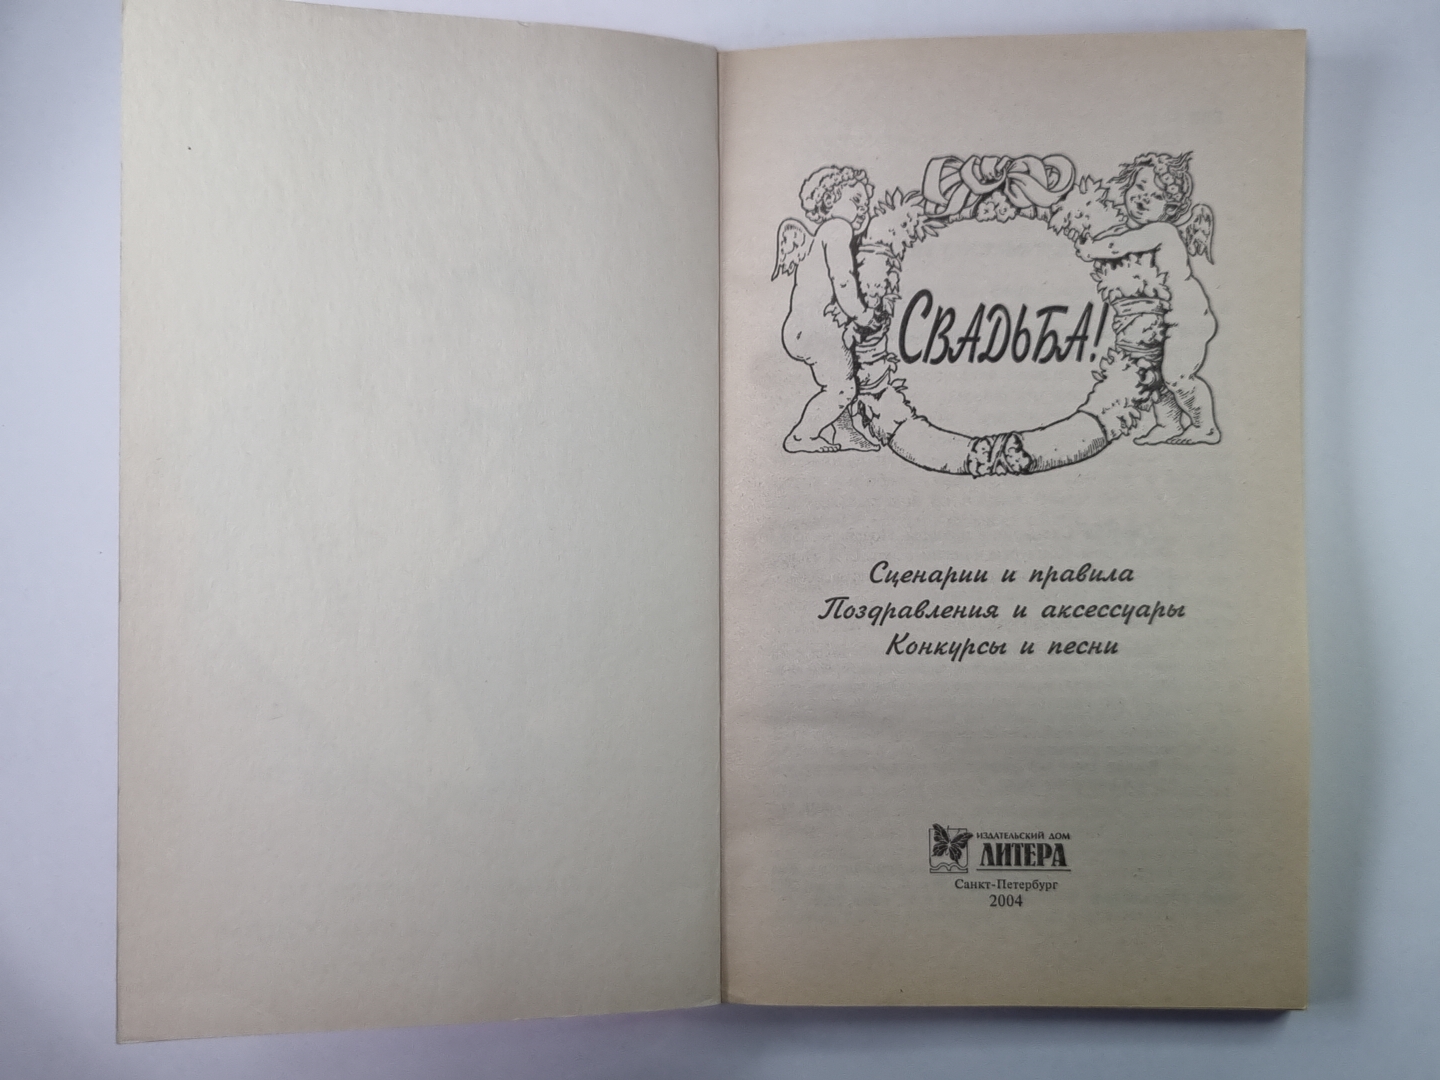 СВАДЬБА!
Сценарии и правила
Поздравления и аксессуары
Конкурсы и песни
ИЗДАТЕЛЬСКИЙ ДОМ
ЛИТЕРА
Санкт-Петербург
2004